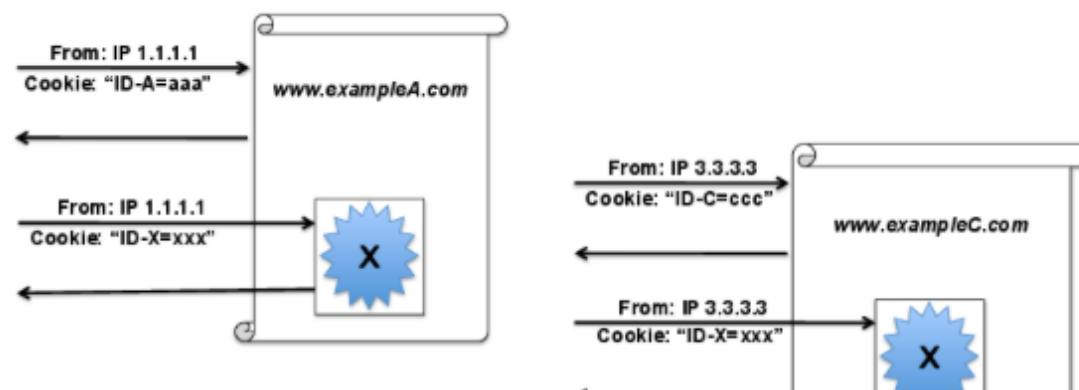 From: IP 1.1.1.1
Cookie: “ID-A=aaa”
www.exampleA.com
From: IP 1.1.1.1
Cookie: “ID-X=xxx”
X
From: IP 3.3.3.3
Cookie: “ID-C=ccc”
www.exampleC.com
From: IP 3.3.3.3
Cookie: “ID-X=xxx”
X